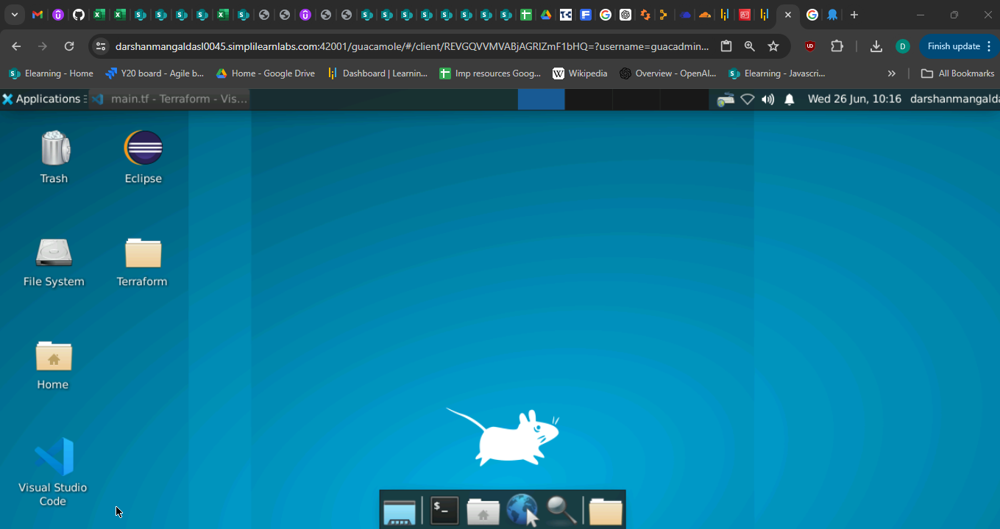 darshanmangaldasl0045.simplilearnlabs.com:42001/guacamole/#/client/REVGQVVMVABjAGRlZmF1bHQ=?username=guacadmin...
Finish update
Elearning - Home
Y20 board - Agile b...
Home - Google Drive
Dashboard | Learnin...
Imp resources Goog...
Wikipedia
Overview - OpenAI...
Elearning - Javascri...
All Bookmarks
Applications
main.tf - Terraform - Vis...
Wed 26 Jun, 10:16
darshanmangalda
Trash
Eclipse
File System
Terraform
Home
Visual Studio
Code